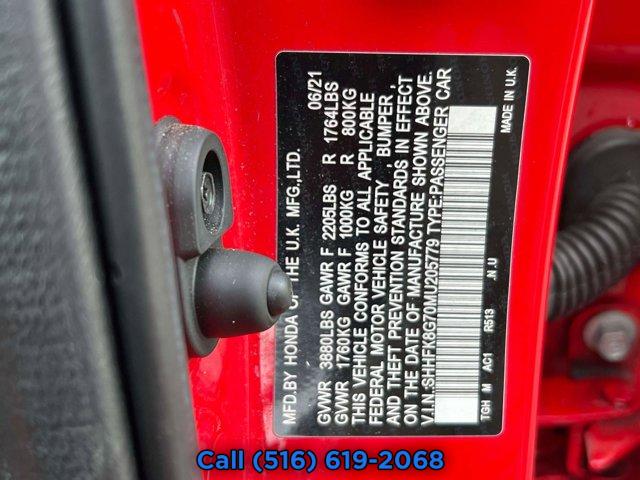 MFD.BY HONDA OF THE U.K. MFG.,LTD. 06/21
GVWR 3880LBS GAWR F 2205LBS R 1764LBS
GVWR 1760KG GAWR F 1000KG R 800KG
THIS VEHICLE CONFORMS TO ALL APPLICABLE
FEDERAL MOTOR VEHICLE SAFETY , BUMPER ,
AND THEFT PREVENTION STANDARDS IN EFFECT
ON THE DATE OF MANUFACTURE SHOWN ABOVE.
V.I.N.:SHHFK8G70MU205779 TYPE:PASSENGER CAR
TGH M AC1 R513 .N.U MADE IN U.K.
Call (516) 619-2068